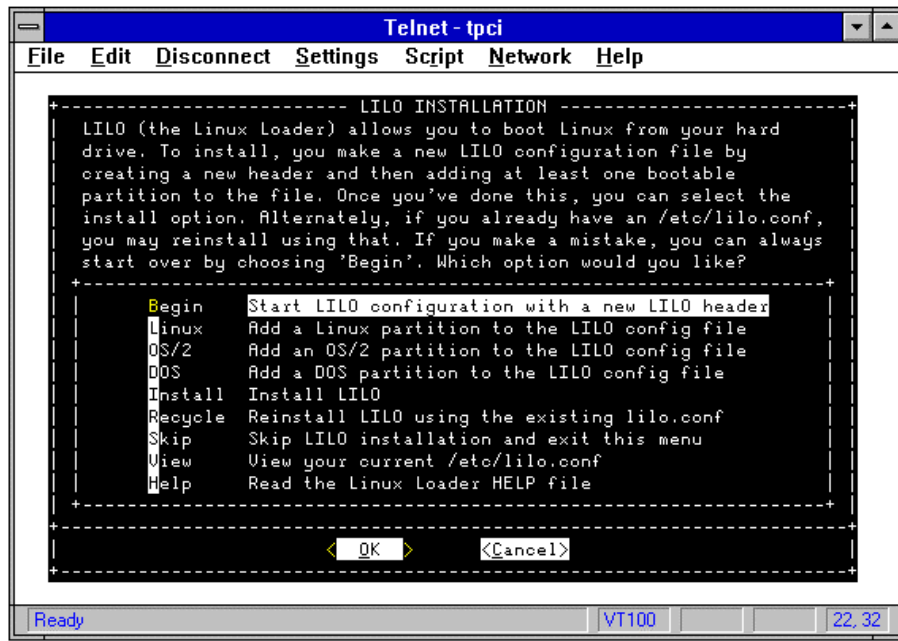 Telnet - tpci
File Edit Disconnect Settings Script Network Help
LILO INSTALLATION
LILO (the Linux Loader) allows you to boot Linux from your hard
drive. To install, you make a new LILO configuration file by
creating a new header and then adding at least one bootable
partition to the file. Once you've done this, you can select the
install option. Alternately, if you already have an /etc/lilo.conf,
you may reinstall using that. If you make a mistake, you can always
start over by choosing 'Begin'. Which option would you like?
Begin Start LILO configuration with a new LILO header
Linux Add a Linux partition to the LILO config file
OS/2 Add an OS/2 partition to the LILO config file
DOS Add a DOS partition to the LILO config file
Install Install LILO
Recycle Reinstall LILO using the existing lilo.conf
Skip Skip LILO installation and exit this menu
View View your current /etc/lilo.conf
Help Read the Linux Loader HELP file
< OK > <Cancel>
Ready VT100 22, 32